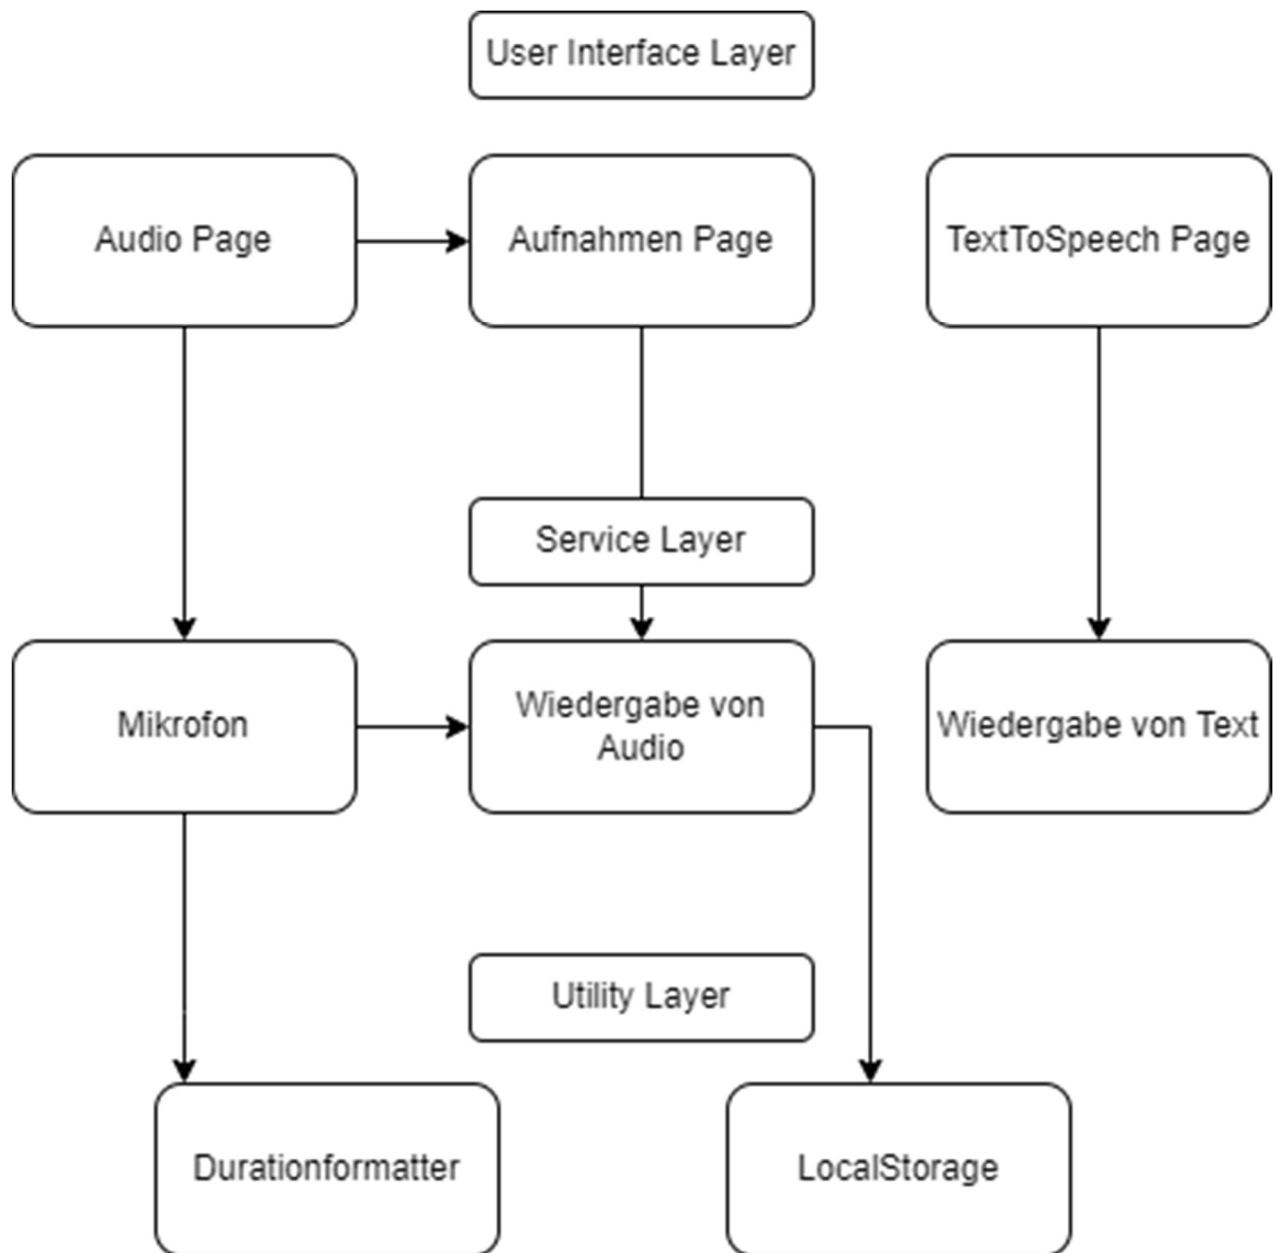 User Interface Layer
Audio Page
Aufnahmen Page
TextToSpeech Page
Service Layer
Mikrofon
Wiedergabe von
Audio
Wiedergabe von Text
Utility Layer
Durationformatter
LocalStorage